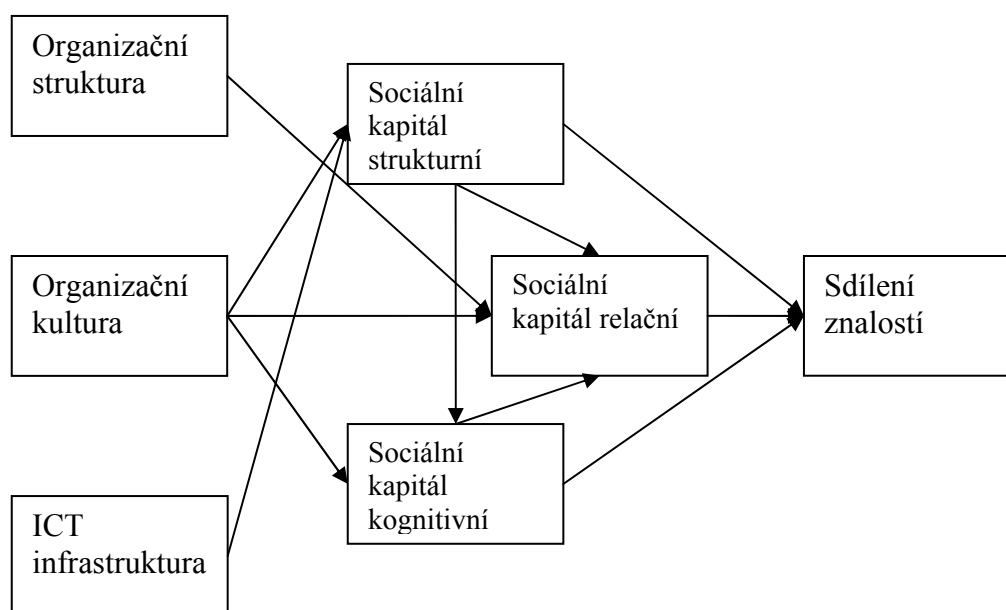 Organizační
struktura
Sociální
kapitál
strukturní
Organizační
kultura
Sociální
kapitál relační
Sdílení
znalostí
Sociální
kapitál
kognitivní
ICT
infrastruktura